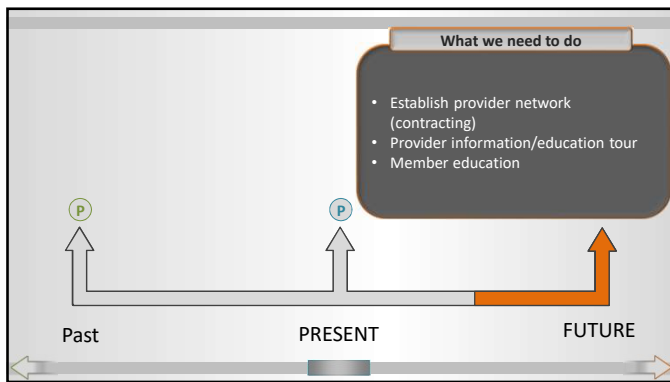 What we need to do
• Establish provider network
(contracting)
• Provider information/education tour
• Member education
P
P
Past
PRESENT
FUTURE